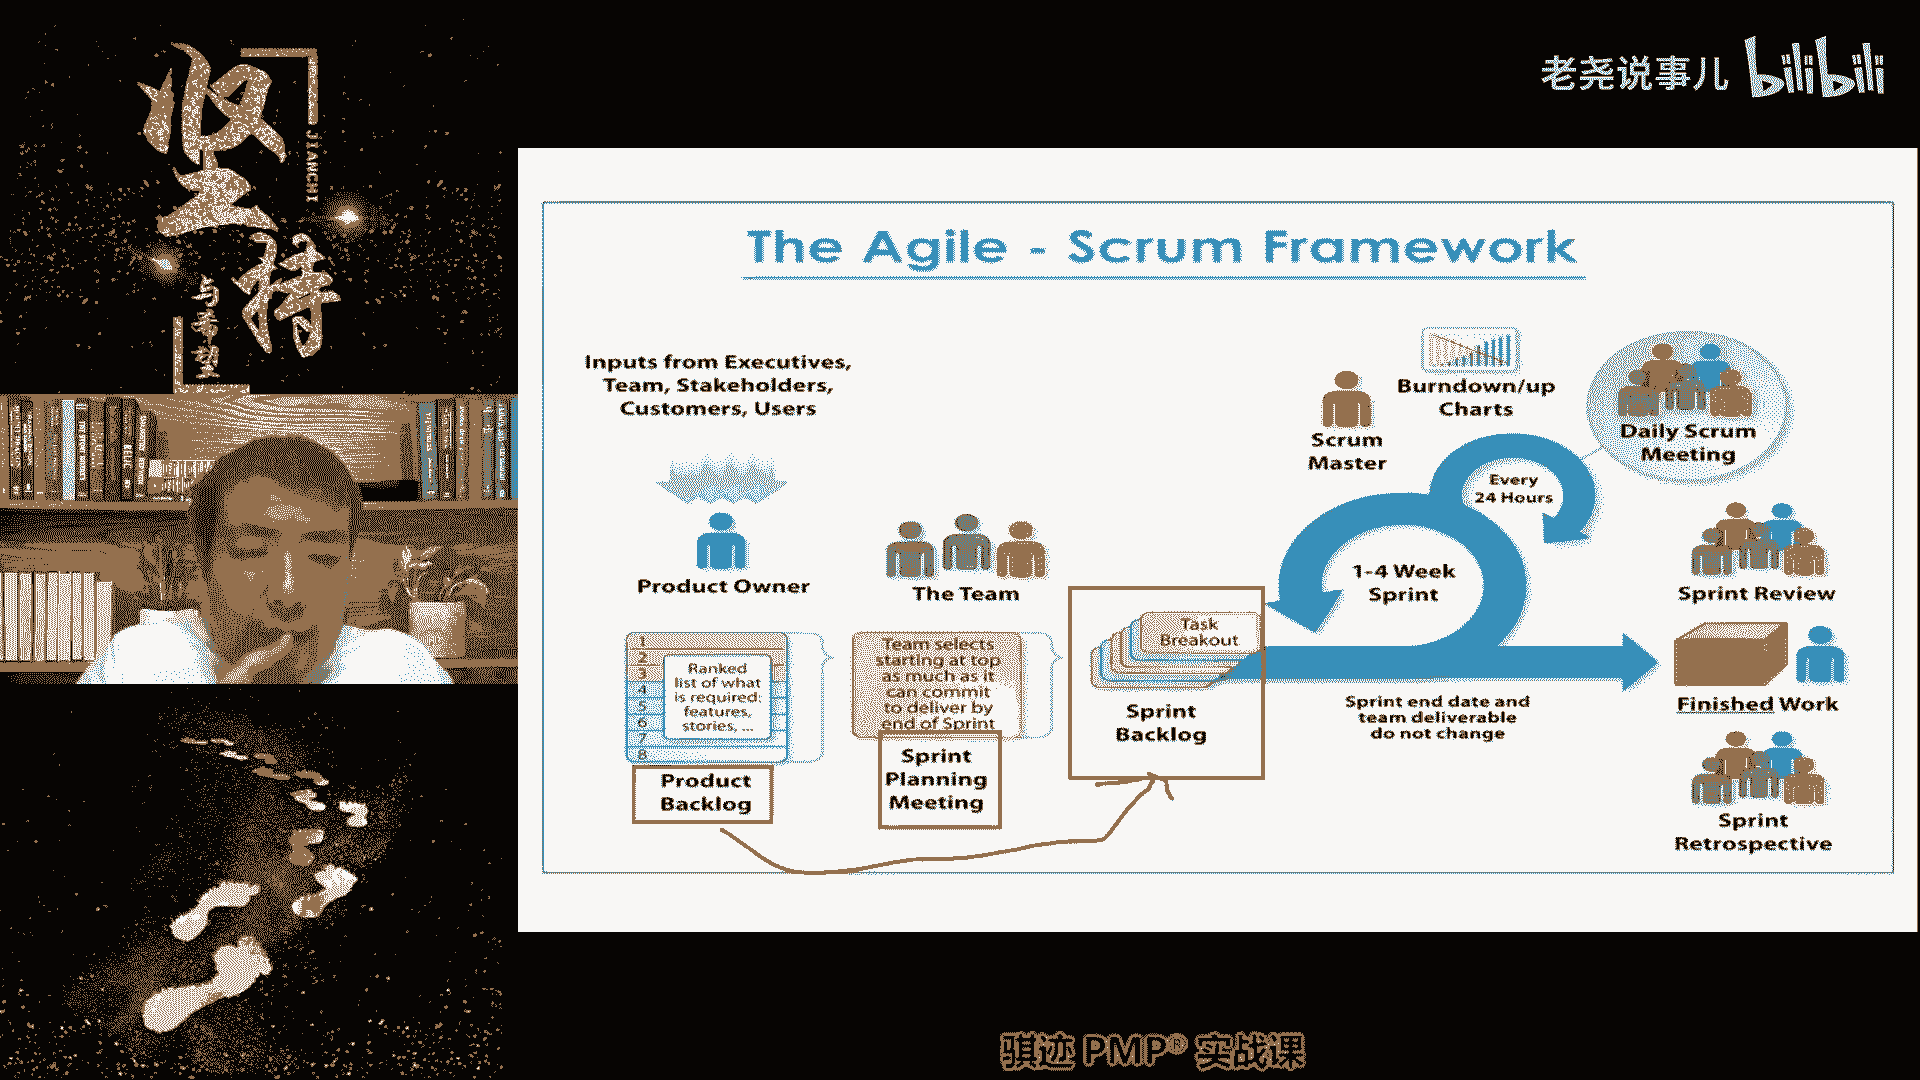 坚持
JIANCHI
与希望
老尧说事儿 bilibili
The Agile - Scrum Framework
Inputs from Executives,
Team, Stakeholders,
Customers, Users
Product Owner
The Team
1
2
3
4
5
6
7
8
Ranked
list of what
is required:
features,
stories, ...
Product
Backlog
Team selects
starting at top
as much as it
can commit
to deliver by
end of Sprint
Sprint
Planning
Meeting
Task
Breakout
Sprint
Backlog
Scrum
Master
Burndown/up
Charts
Every
24 Hours
Daily Scrum
Meeting
1-4 Week
Sprint
Sprint end date and
team deliverable
do not change
Sprint Review
Finished Work
Sprint
Retrospective
骐迹 PMP® 实战课